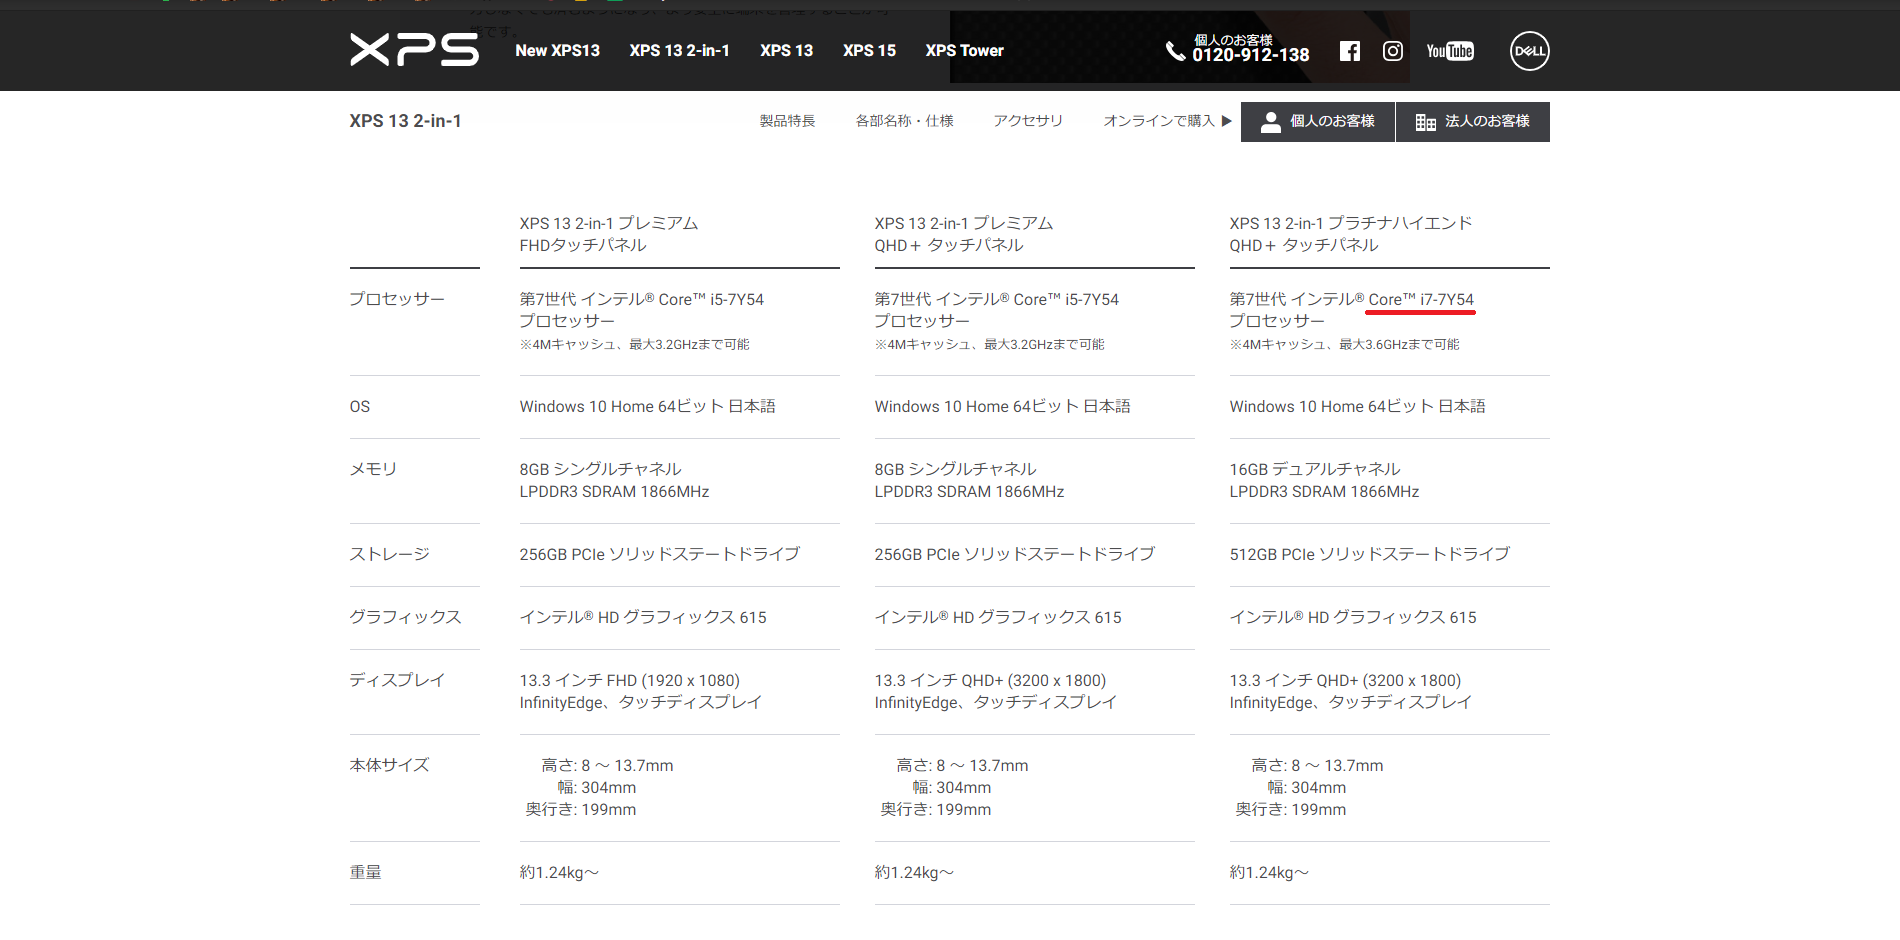 能です。
XPS
New XPS13 XPS 13 2-in-1 XPS 13 XPS 15 XPS Tower
個人のお客様
0120-912-138
YouTube
DELL
XPS 13 2-in-1
製品特長 各部名称・仕様 アクセサリ オンラインで購入 ▶ 個人のお客様 法人のお客様
XPS 13 2-in-1 プレミアム
FHDタッチパネル
XPS 13 2-in-1 プレミアム
QHD+ タッチパネル
XPS 13 2-in-1 プラチナハイエンド
QHD+ タッチパネル
プロセッサー
第7世代 インテル® Core™ i5-7Y54
プロセッサー
※4Mキャッシュ、最大3.2GHzまで可能
第7世代 インテル® Core™ i5-7Y54
プロセッサー
※4Mキャッシュ、最大3.2GHzまで可能
第7世代 インテル® Core™ i7-7Y54
プロセッサー
※4Mキャッシュ、最大3.6GHzまで可能
OS
Windows 10 Home 64ビット 日本語
Windows 10 Home 64ビット 日本語
Windows 10 Home 64ビット 日本語
メモリ
8GB シングルチャネル
LPDDR3 SDRAM 1866MHz
8GB シングルチャネル
LPDDR3 SDRAM 1866MHz
16GB デュアルチャネル
LPDDR3 SDRAM 1866MHz
ストレージ
256GB PCIe ソリッドステートドライブ
256GB PCIe ソリッドステートドライブ
512GB PCIe ソリッドステートドライブ
グラフィックス
インテル® HD グラフィックス 615
インテル® HD グラフィックス 615
インテル® HD グラフィックス 615
ディスプレイ
13.3 インチ FHD (1920 x 1080)
InfinityEdge、タッチディスプレイ
13.3 インチ QHD+ (3200 x 1800)
InfinityEdge、タッチディスプレイ
13.3 インチ QHD+ (3200 x 1800)
InfinityEdge、タッチディスプレイ
本体サイズ
高さ: 8 ～ 13.7mm
幅: 304mm
奥行き: 199mm
高さ: 8 ～ 13.7mm
幅: 304mm
奥行き: 199mm
高さ: 8 ～ 13.7mm
幅: 304mm
奥行き: 199mm
重量
約1.24kg～
約1.24kg～
約1.24kg～